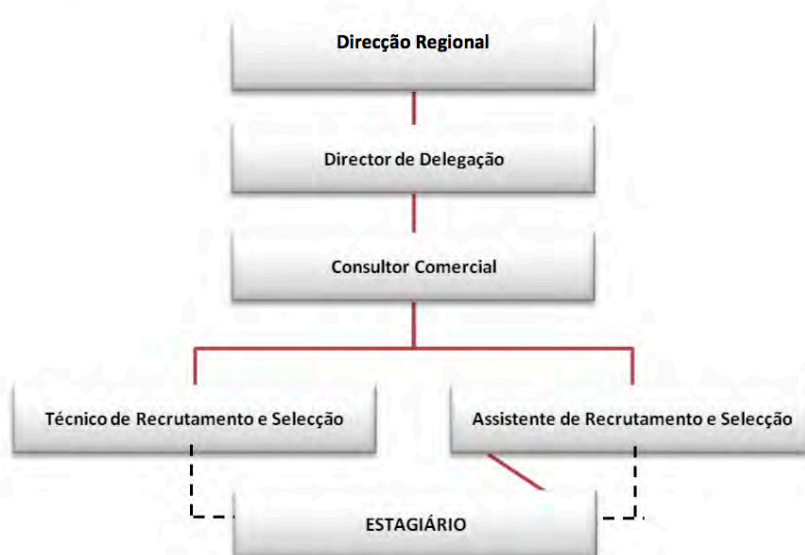 Direcção Regional
Director de Delegação
Consultor Comercial
Técnico de Recrutamento e Selecção
Assistente de Recrutamento e Selecção
ESTAGIÁRIO